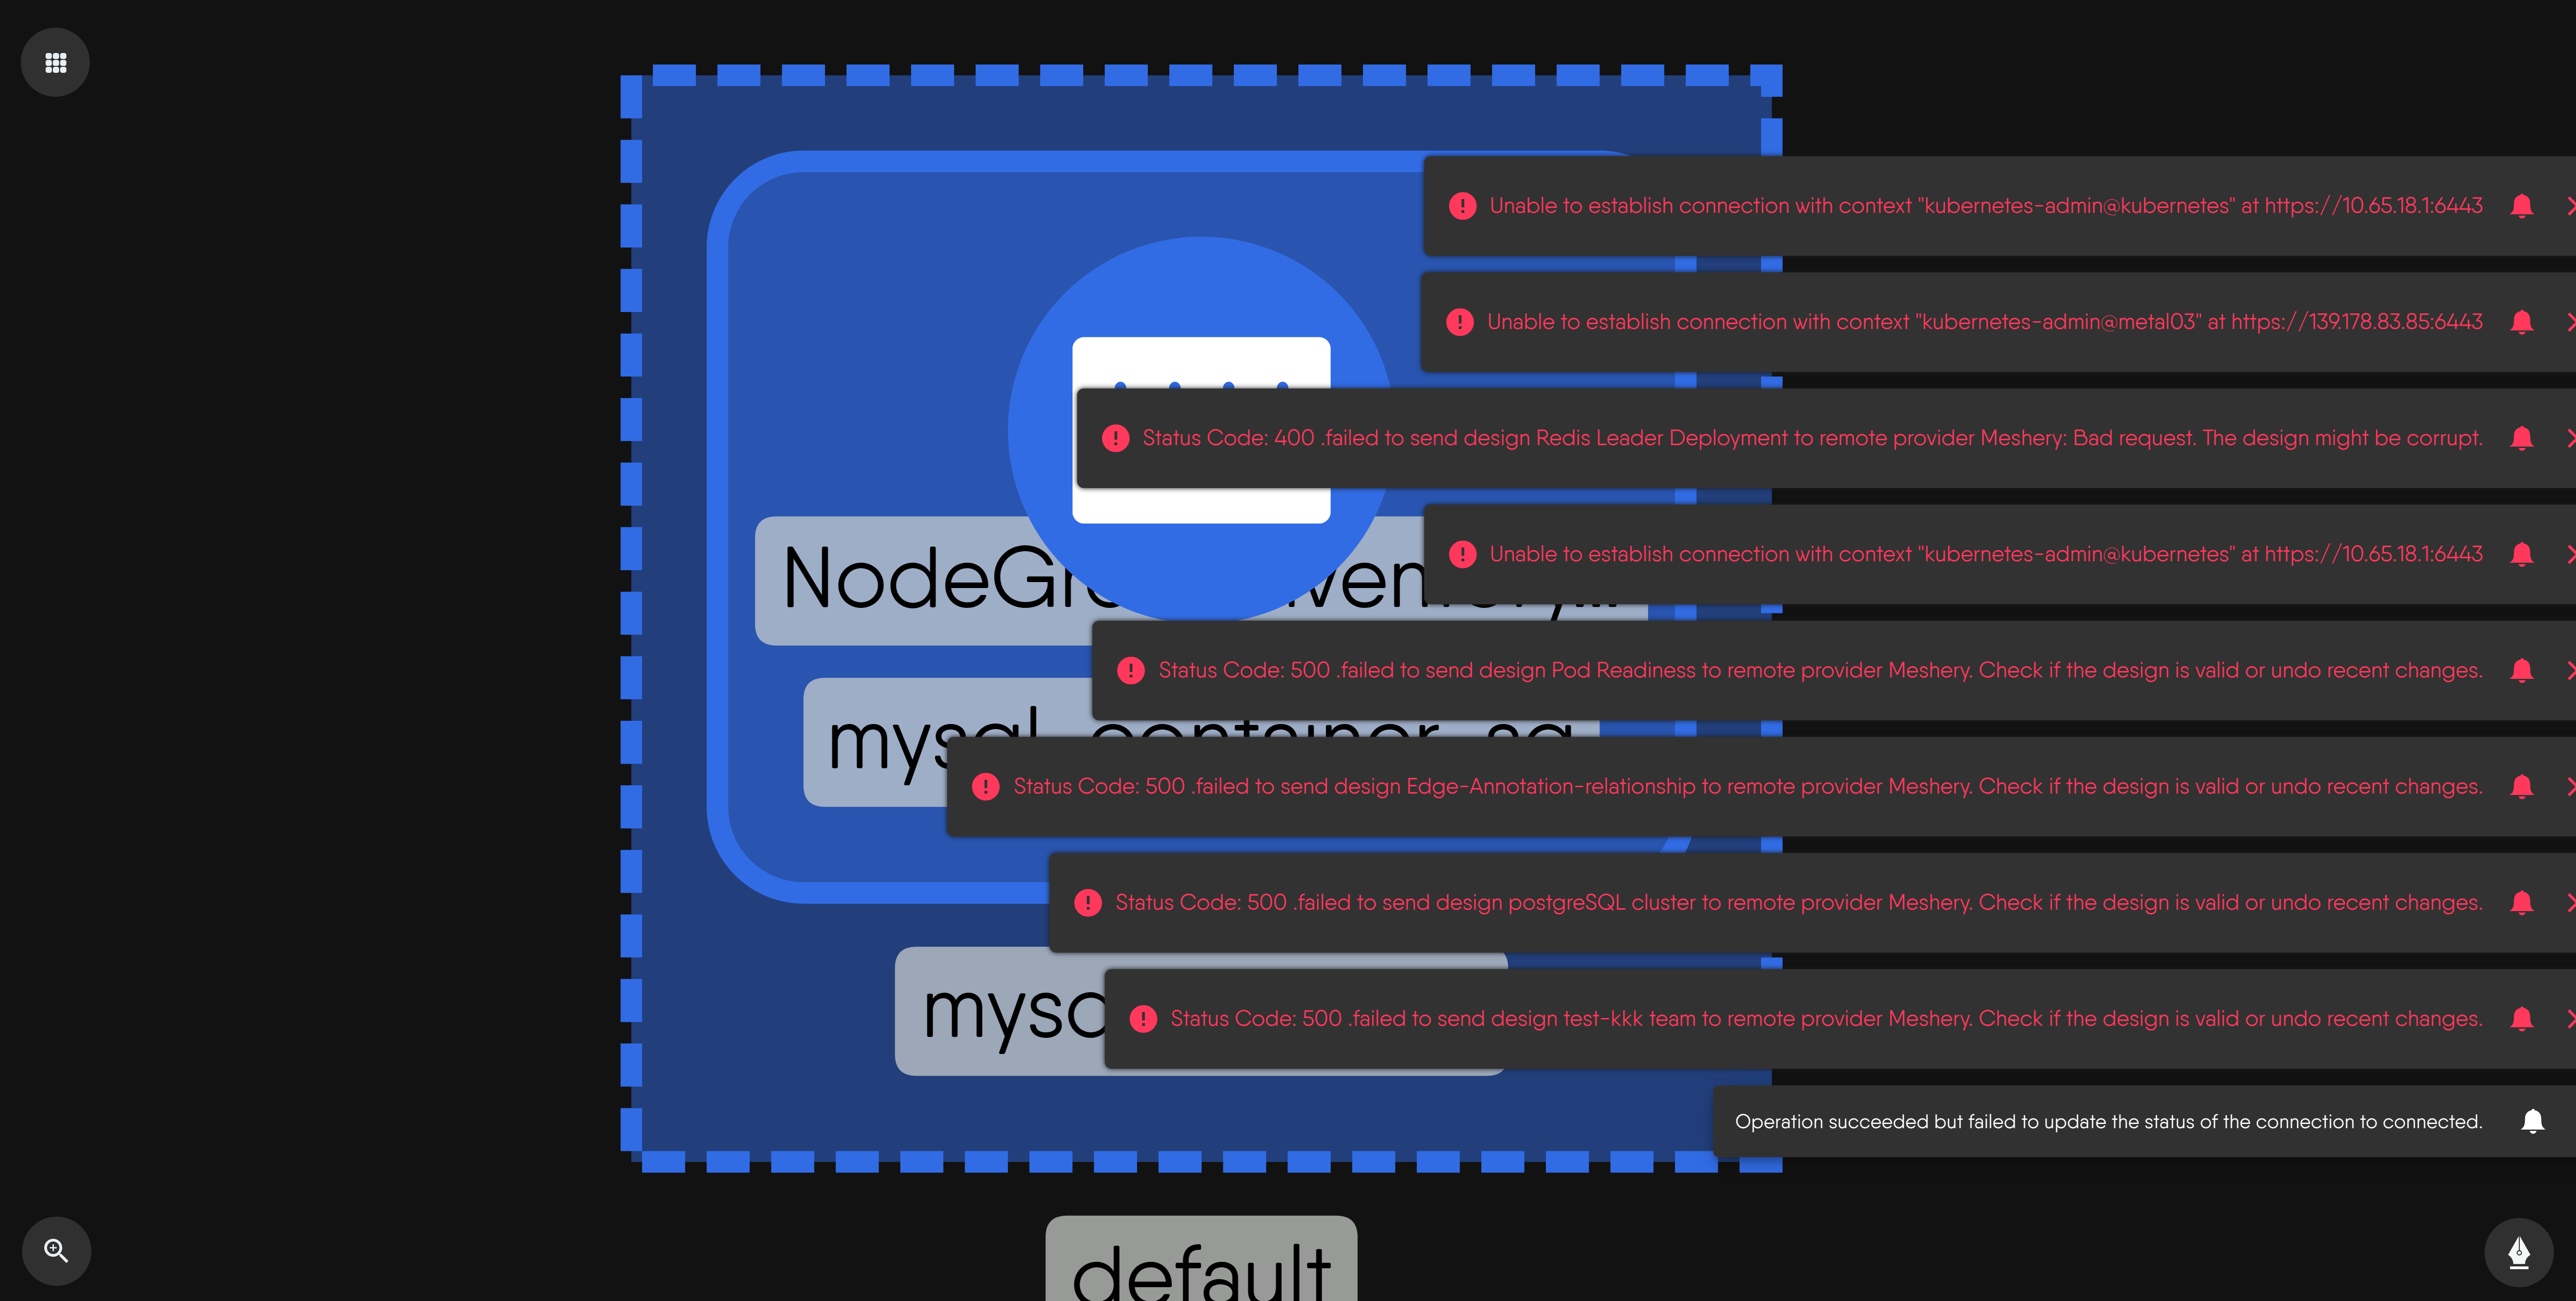 Unable to establish connection with context "kubernetes-admin@kubernetes" at https://10.65.18.1:6443
Unable to establish connection with context "kubernetes-admin@metal03" at https://139.178.83.85:6443
Status Code: 400 .failed to send design Redis Leader Deployment to remote provider Meshery: Bad request. The design might be corrupt.
Unable to establish connection with context "kubernetes-admin@kubernetes" at https://10.65.18.1:6443
Status Code: 500 .failed to send design Pod Readiness to remote provider Meshery. Check if the design is valid or undo recent changes.
mysql-container-sg
Status Code: 500 .failed to send design Edge-Annotation-relationship to remote provider Meshery. Check if the design is valid or undo recent changes.
Status Code: 500 .failed to send design postgreSQL cluster to remote provider Meshery. Check if the design is valid or undo recent changes.
Status Code: 500 .failed to send design test-kkk team to remote provider Meshery. Check if the design is valid or undo recent changes.
Operation succeeded but failed to update the status of the connection to connected.
default